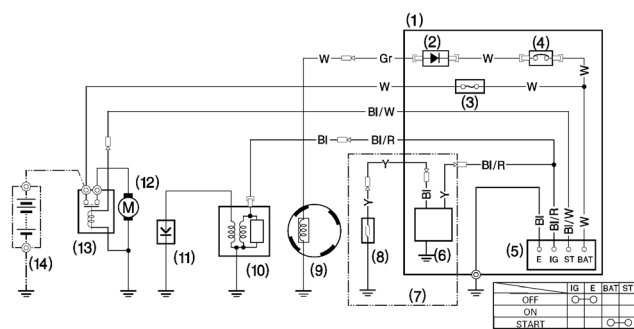 (1)
(2)
(4)
W
Gr
W
W
W
W
(3)
Bl/W
Bl
Bl/R
Y
Bl/R
Y
Bl
Y
Bl
Bl/R
Bl/W
W
(12)
M
(13)
(14)
(11)
(10)
(9)
(8)
(6)
(7)
(5)
E IG ST BAT
IG E BAT ST
OFF
ON
START